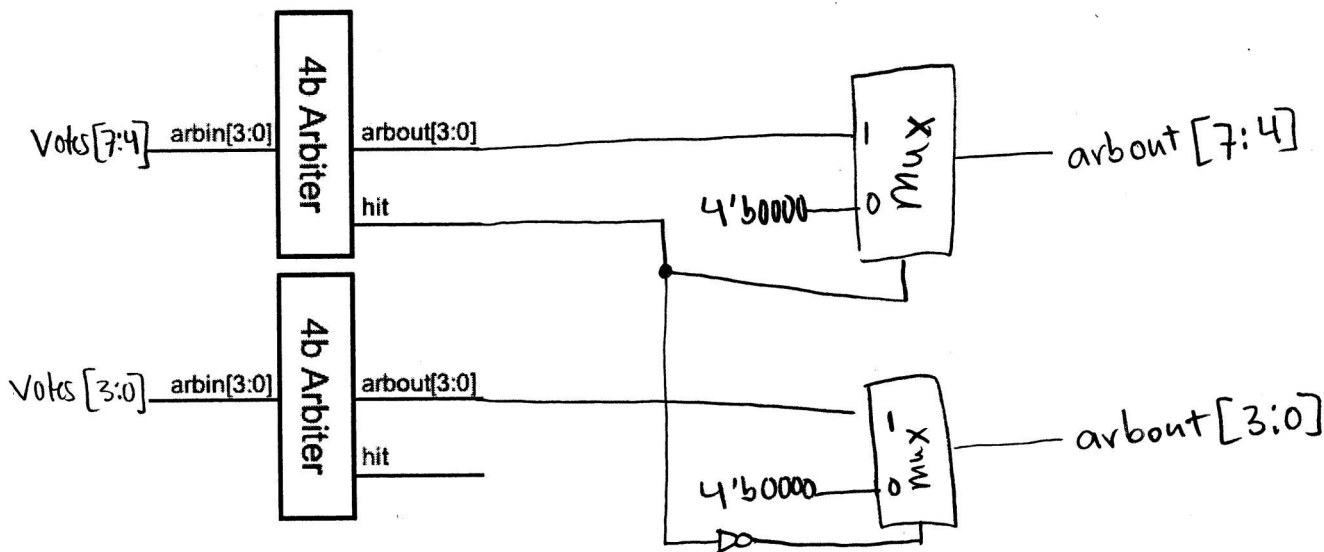 4b Arbiter
Votes[7:4]
arbin[3:0]
arbout[3:0]
hit
1
4'b0000
0
Mux
arbout [7:4]
4b Arbiter
Votes [3:0]
arbin[3:0]
arbout[3:0]
hit
1
4'b0000
0
Mux
arbout [3:0]